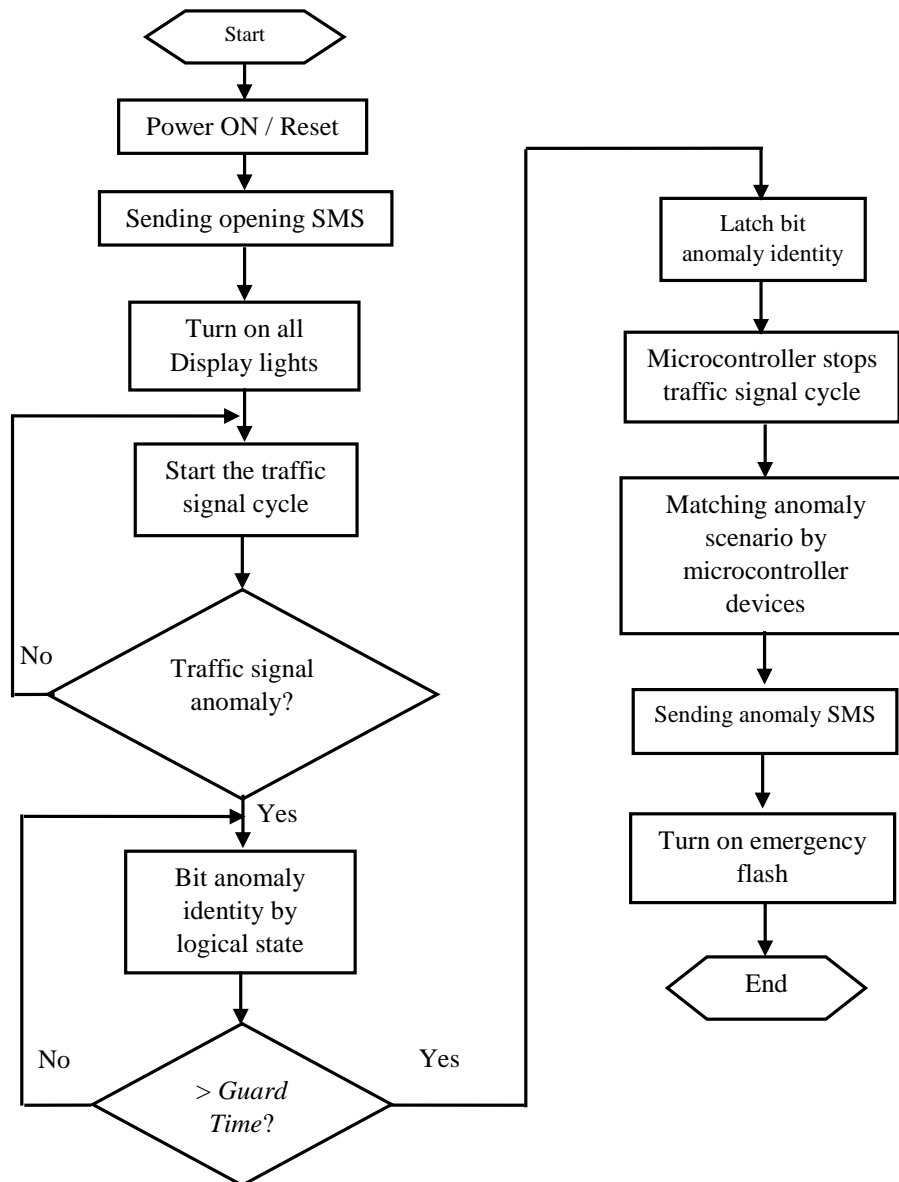 Start
Power ON / Reset
Sending opening SMS
Turn on all
Display lights
Start the traffic
signal cycle
No
Traffic signal
anomaly?
Yes
Bit anomaly
identity by
logical state
No
Yes
> Guard
Time?
Latch bit
anomaly identity
Microcontroller stops
traffic signal cycle
Matching anomaly
scenario by
microcontroller
devices
Sending anomaly SMS
Turn on emergency
flash
End